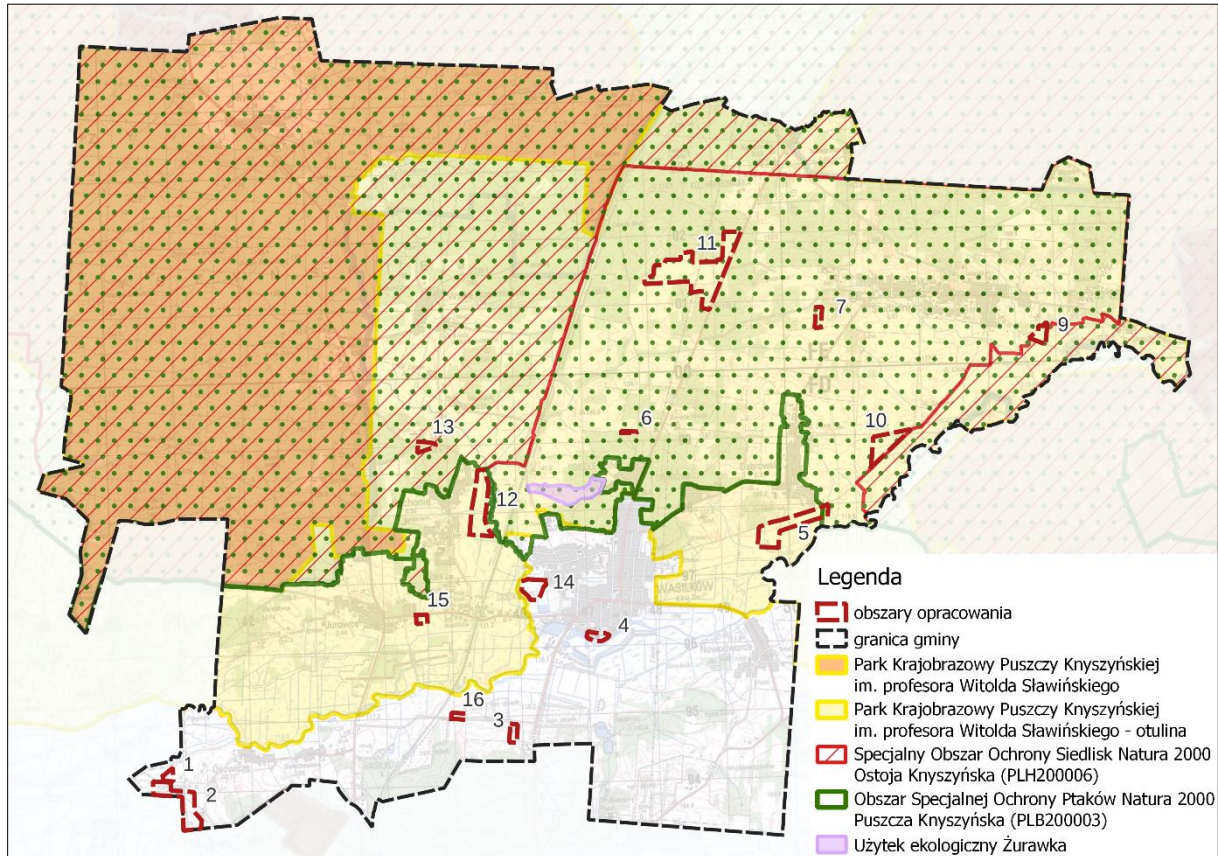 11
7
9
13
6
10
12
5
14
15
4
16
3
1
2
WASILKÓW
Legenda
obszary opracowania
granica gminy
Park Krajobrazowy Puszczy Knyszyńskiej
im. profesora Witolda Sławińskiego
Park Krajobrazowy Puszczy Knyszyńskiej
im. profesora Witolda Sławińskiego - otulina
Specjalny Obszar Ochrony Siedlisk Natura 2000
Ostoja Knyszyńska (PLH200006)
Obszar Specjalnej Ochrony Ptaków Natura 2000
Puszcza Knyszyńska (PLB200003)
Użytek ekologiczny Żurawka